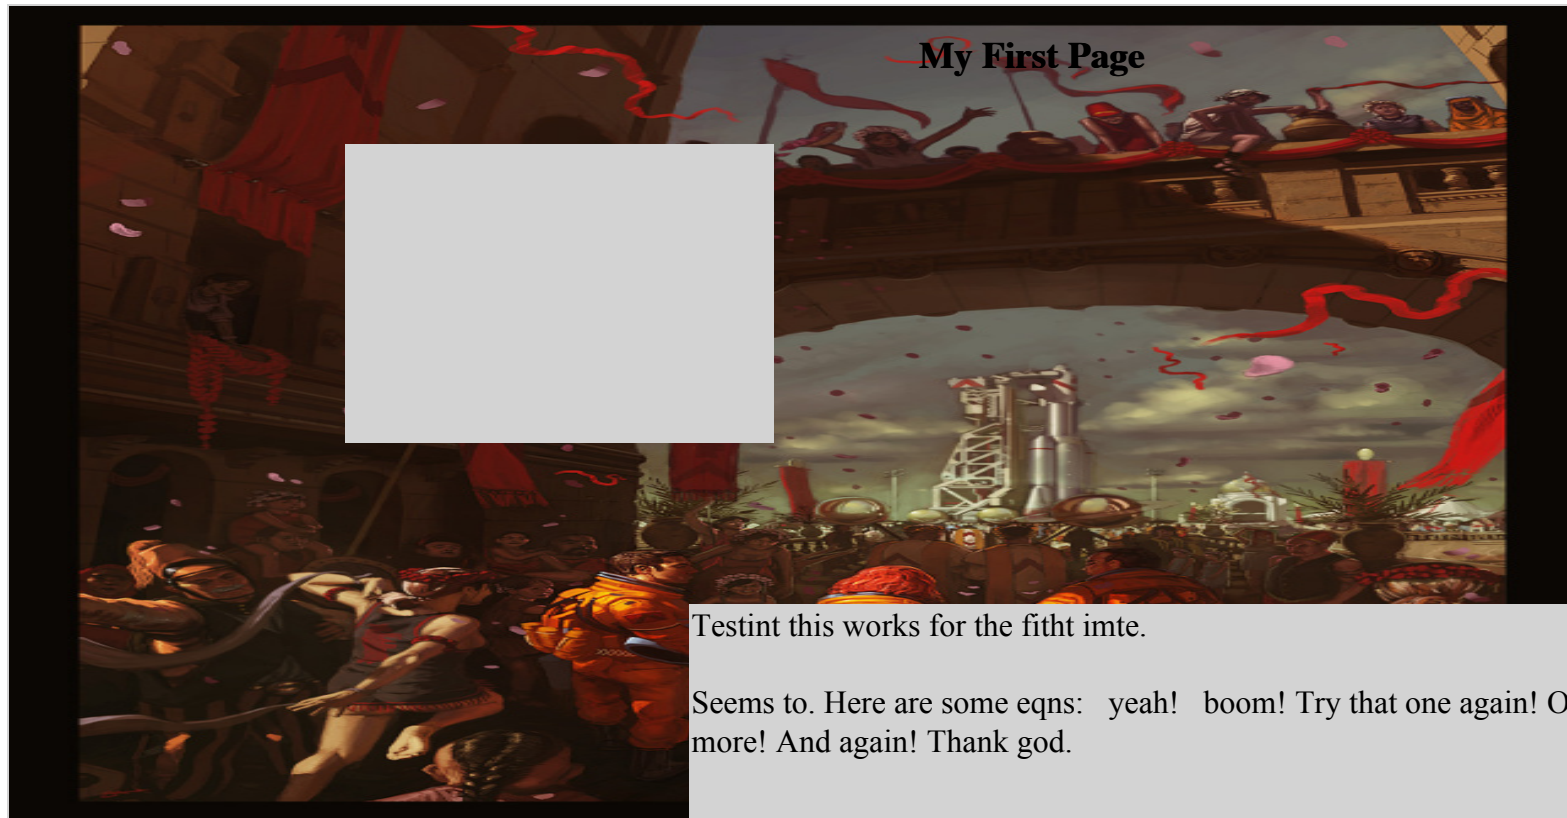 My First Page
Testint this works for the fitht imte.
Seems to. Here are some eqns: yeah! boom! Try that one again! O
more! And again! Thank god.